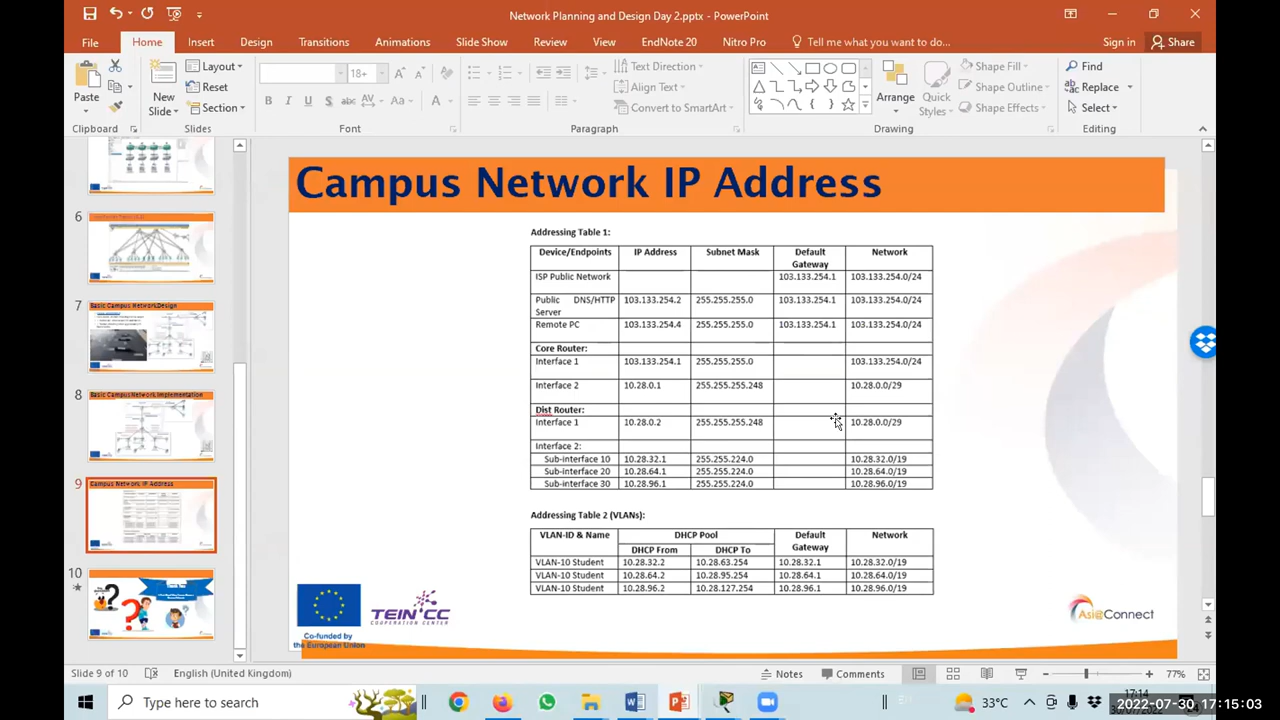 Network Planning and Design Day 2.pptx - PowerPoint
File Home Insert Design Transitions Animations Slide Show Review View EndNote 20 Nitro Pro Tell me what you want to do... Sign in Share
Paste
New Slide
Layout
Reset
Section
18+
Text Direction
Align Text
Convert to SmartArt
Arrange
Quick Styles
Shape Fill
Shape Outline
Shape Effects
Find
Replace
Select
Clipboard Slides Font Paragraph Drawing Editing
6
7
Basic Campus Network Design
8
Basic Campus Network Implementation
9
Campus Network IP Address
10
Campus Network IP Address
Addressing Table 1:
Device/Endpoints IP Address Subnet Mask Default Gateway Network
ISP Public Network 103.133.254.1 103.133.254.0/24
Public DNS/HTTP Server 103.133.254.2 255.255.255.0 103.133.254.1 103.133.254.0/24
Remote PC 103.133.254.4 255.255.255.0 103.133.254.1 103.133.254.0/24
Core Router:
Interface 1 103.133.254.1 255.255.255.0 103.133.254.0/24
Interface 2 10.28.0.1 255.255.255.248 10.28.0.0/29
Dist Router:
Interface 1 10.28.0.2 255.255.255.248 10.28.0.0/29
Interface 2:
Sub-interface 10 10.28.32.1 255.255.224.0 10.28.32.0/19
Sub-interface 20 10.28.64.1 255.255.224.0 10.28.64.0/19
Sub-interface 30 10.28.96.1 255.255.224.0 10.28.96.0/19
Addressing Table 2 (VLANs):
VLAN-ID & Name DHCP Pool Default Gateway Network
DHCP From DHCP To
VLAN-10 Student 10.28.32.2 10.28.63.254 10.28.32.1 10.28.32.0/19
VLAN-10 Student 10.28.64.2 10.28.95.254 10.28.64.1 10.28.64.0/19
VLAN-10 Student 10.28.96.2 10.28.127.254 10.28.96.1 10.28.96.0/19
Co-funded by
the European Union
TEIN*CC
COOPERATION CENTER
Asi@Connect
Slide 9 of 10 English (United Kingdom) Notes Comments 77%
Type here to search
33°C
17:14
2022-07-30 17:15:03